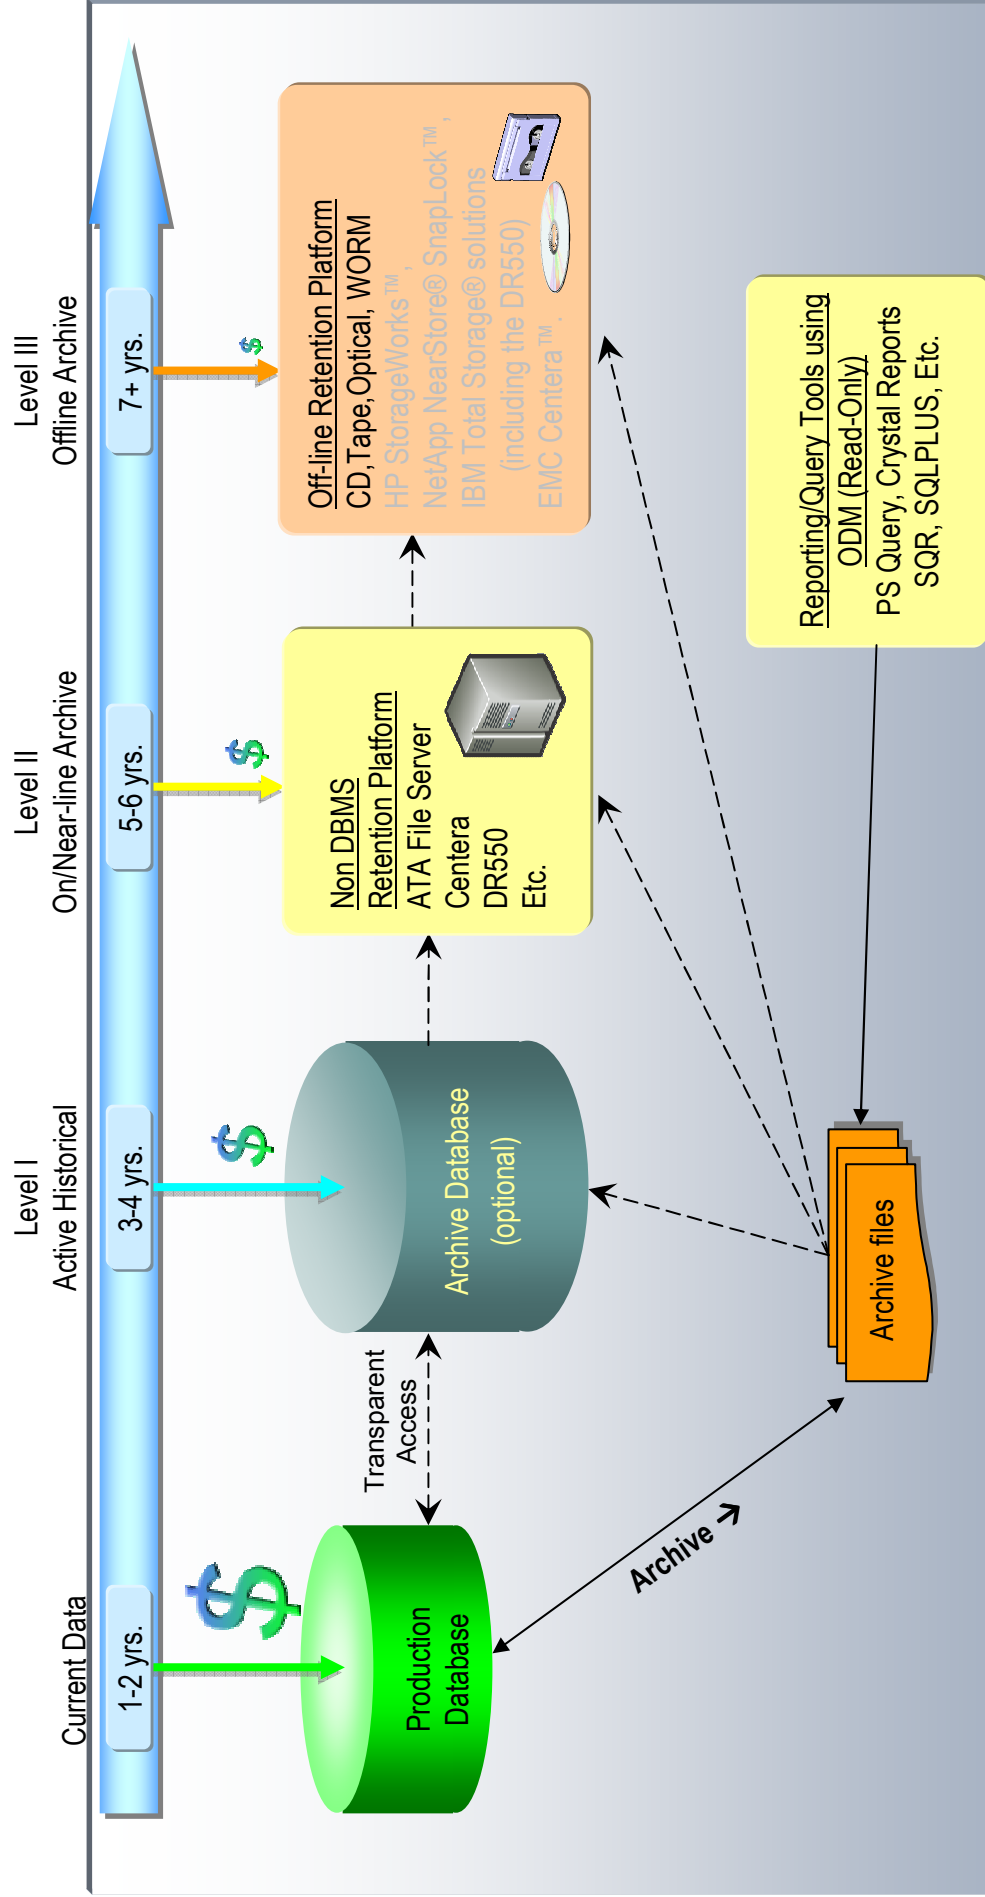 Current Data
Level I
Active Historical
Level II
On/Near-line Archive
Level III
Offline Archive
1-2 yrs.
3-4 yrs.
5-6 yrs.
7+ yrs.
$
$
$
$
Production
Database
Transparent
Access
Archive Database
(optional)
Non DBMS
Retention Platform
ATA File Server
Centera
DR550
Etc.
Off-line Retention Platform
CD,Tape,Optical, WORM
HP StorageWorks™,
NetApp NearStore® SnapLock™,
IBM Total Storage® solutions
(including the DR550)
EMC Centera™.
Archive →
Archive files
Reporting/Query Tools using
ODM (Read-Only)
PS Query, Crystal Reports
SQR, SQLPLUS, Etc.